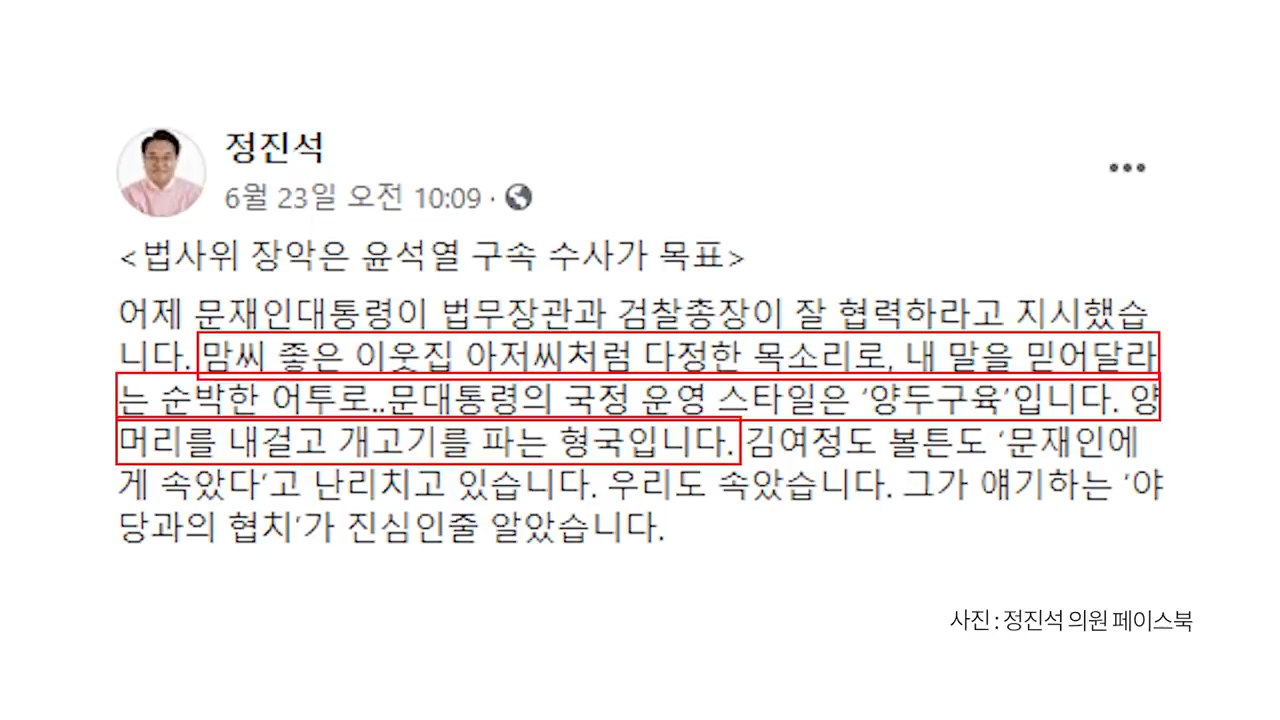 정진석
6월 23일 오전 10:09 ·
<법사위 장악은 윤석열 구속 수사가 목표>
어제 문재인대통령이 법무장관과 검찰총장이 잘 협력하라고 지시했습
니다. 맘씨 좋은 이웃집 아저씨처럼 다정한 목소리로, 내 말을 믿어달라
는 순박한 어투로..문대통령의 국정 운영 스타일은 '양두구육'입니다. 양
머리를 내걸고 개고기를 파는 형국입니다. 김여정도 볼튼도 '문재인에
게 속았다'고 난리치고 있습니다. 우리도 속았습니다. 그가 얘기하는 '야
당과의 협치'가 진심인줄 알았습니다.
사진 : 정진석 의원 페이스북